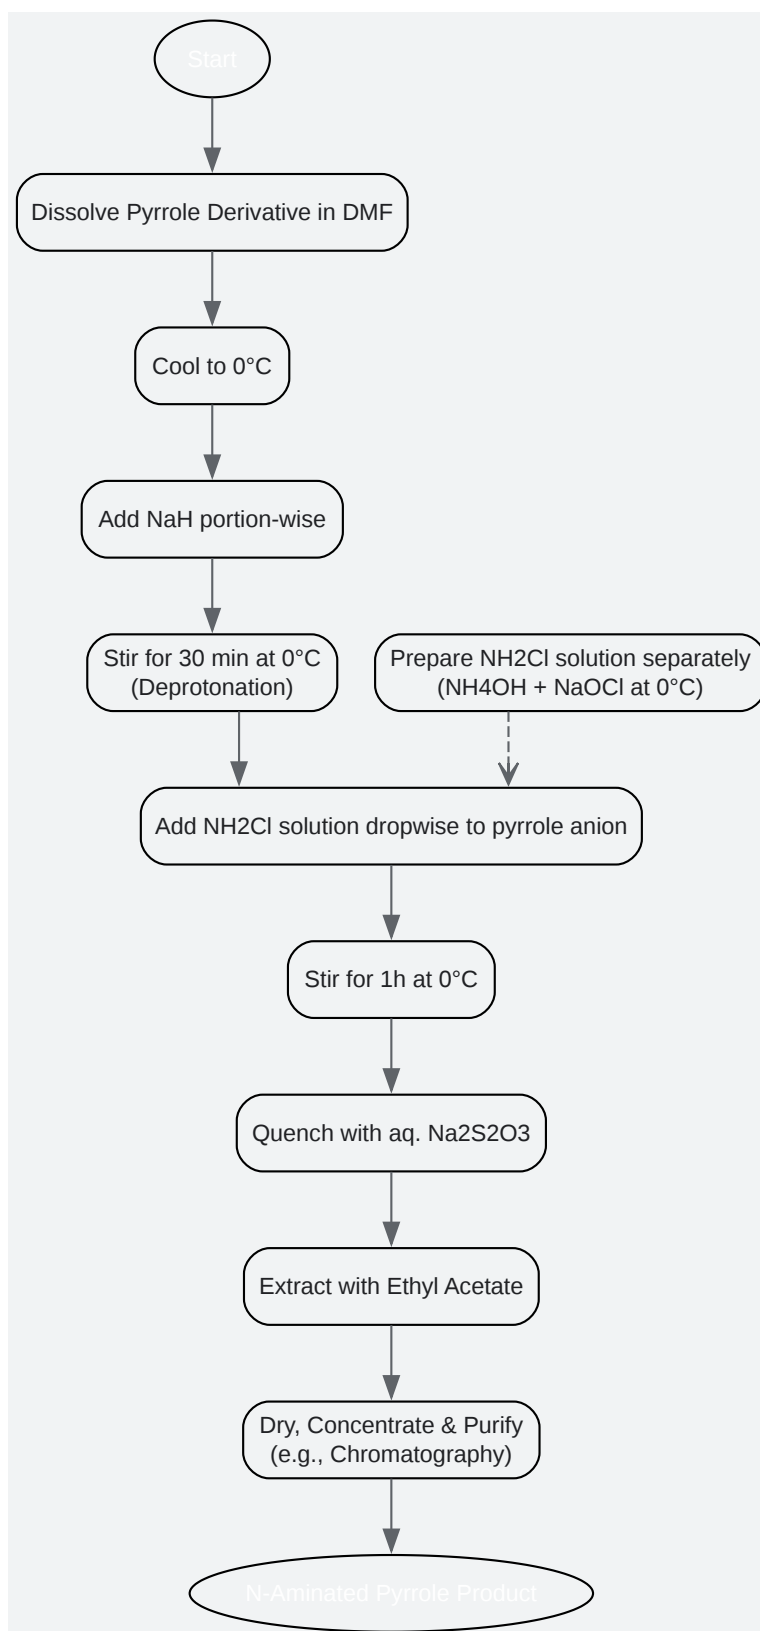 Start
Dissolve Pyrrole Derivative in DMF
Cool to 0°C
Add NaH portion-wise
Stir for 30 min at 0°C
(Deprotonation)
Prepare NH2Cl solution separately
(NH4OH + NaOCl at 0°C)
Add NH2Cl solution dropwise to pyrrole anion
Stir for 1h at 0°C
Quench with aq. Na2S2O3
Extract with Ethyl Acetate
Dry, Concentrate & Purify
(e.g., Chromatography)
N-Aminated Pyrrole Product